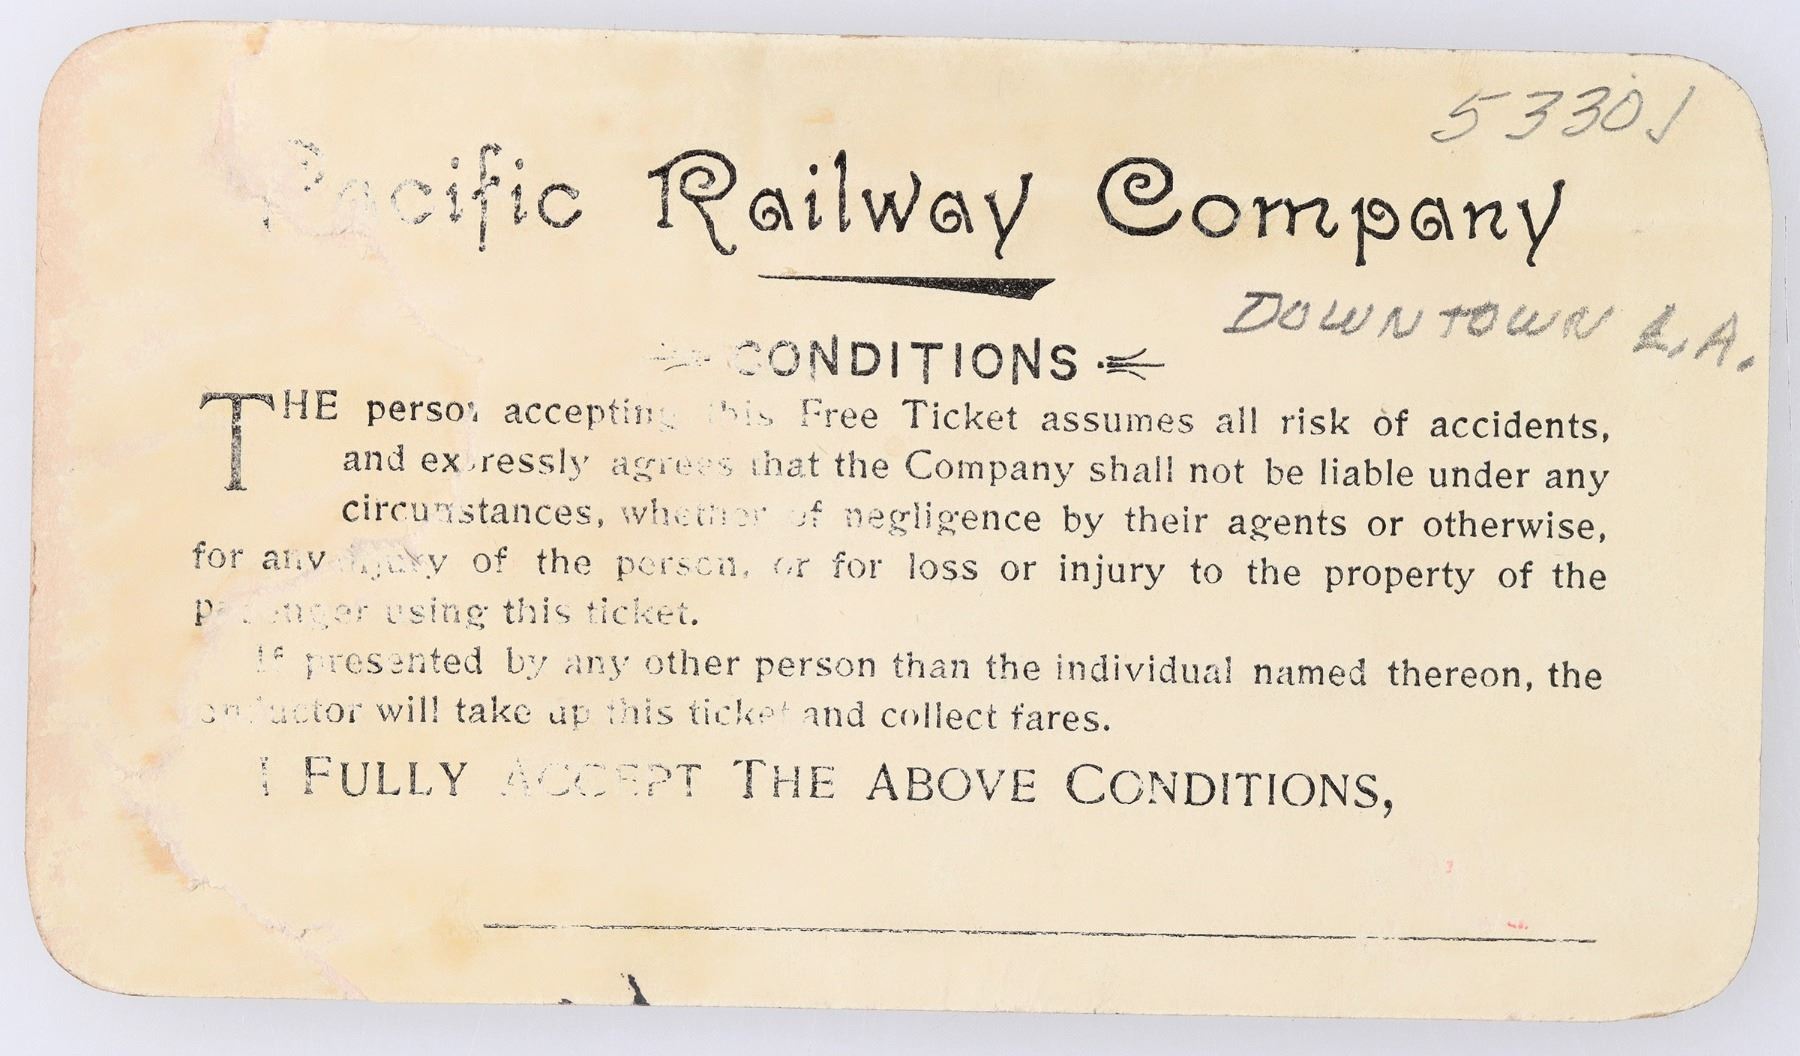 5330J
Pacific Railway Company
DOWNTOWN L.A.
CONDITIONS
THE person accepting this Free Ticket assumes all risk of accidents,
and expressly agrees that the Company shall not be liable under any
circumstances, whether of negligence by their agents or otherwise,
for any injury of the person, or for loss or injury to the property of the
passenger using this ticket.
If presented by any other person than the individual named thereon, the
conductor will take up this ticket and collect fares.
I FULLY ACCEPT THE ABOVE CONDITIONS,